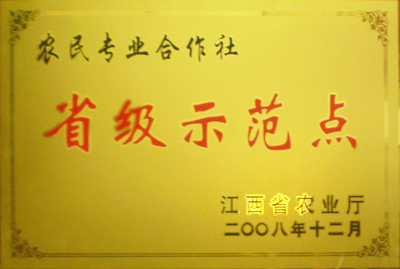 农民专业合作社
省级示范点
江西省农业厅
二〇〇八年十二月